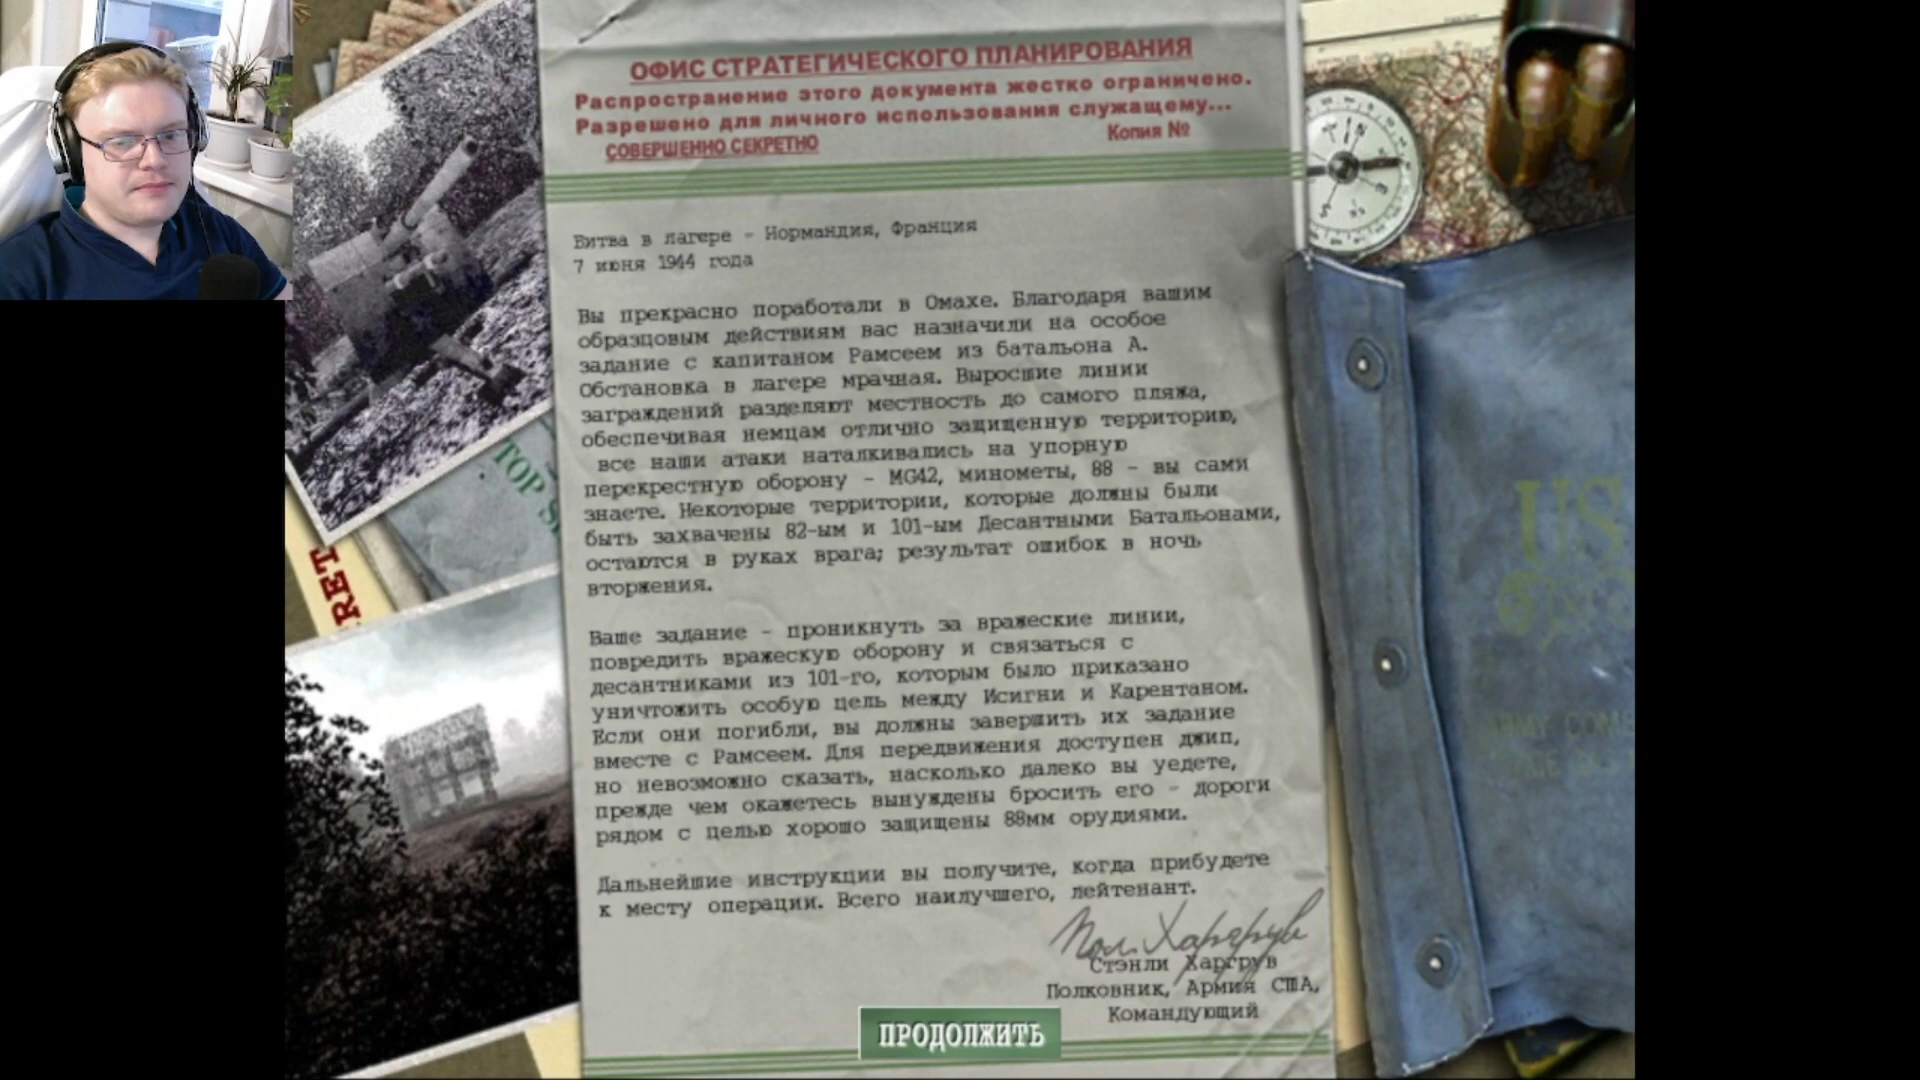 ОФИС СТРАТЕГИЧЕСКОГО ПЛАНИРОВАНИЯ
Распространение этого документа жестко ограничено.
Разрешено для личного использования служащему...
СОВЕРШЕННО СЕКРЕТНО
Копия №
Битва в лагере - Нормандия, Франция
7 июня 1944 года
Вы прекрасно поработали в Омахе. Благодаря вашим
образцовым действиям вас назначили на особое
задание с капитаном Рамсеем из батальона А.
Обстановка в лагере мрачная. Выросшие линии
заграждений разделяют местность до самого пляжа,
обеспечивая немцам отлично защищенную территорию,
все наши атаки наталкивались на упорную
перекрестную оборону - MG42, минометы, 88 - вы сами
знаете. Некоторые территории, которые должны были
быть захвачены 82-ым и 101-ым Десантными Батальонами,
остаются в руках врага; результат ошибок в ночь
вторжения.
Ваше задание - проникнуть за вражеские линии,
повредить вражескую оборону и связаться с
десантниками из 101-го, которым было приказано
уничтожить особую цель между Исигни и Карентаном.
Если они погибли, вы должны завершить их задание
вместе с Рамсеем. Для передвижения доступен джип,
но невозможно сказать, насколько далеко вы уедете,
прежде чем окажетесь вынуждены бросить его - дороги
рядом с целью хорошо защищены 88мм орудиями.
Дальнейшие инструкции вы получите, когда прибудете
к месту операции. Всего наилучшего, лейтенант.
Пол Харгрув
Стэнли Харгрув
Полковник, Армия США,
Командующий
ПРОДОЛЖИТЬ
TOP S
RET
US
ARMY